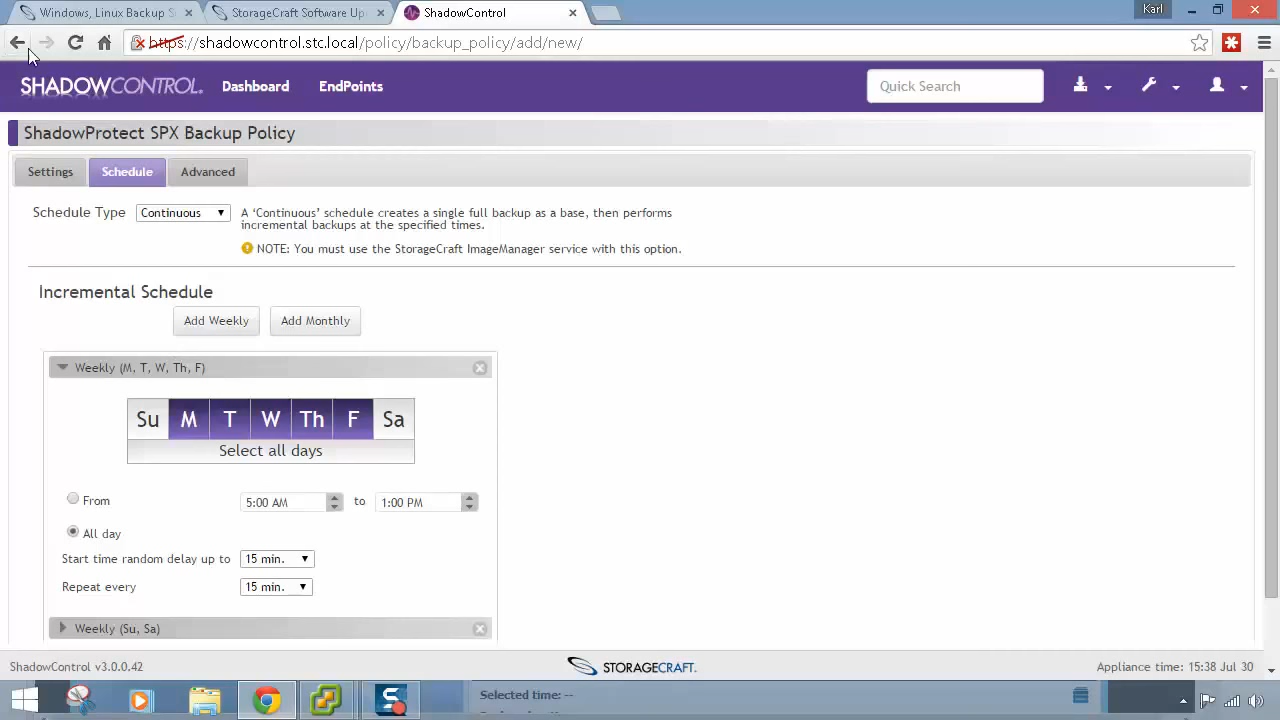 Windows, Linux Backup S
StorageCraft Software Up
ShadowControl
Karl
https://shadowcontrol.stc.local/policy/backup_policy/add/new/
SHADOWCONTROL.
Dashboard
EndPoints
Quick Search
ShadowProtect SPX Backup Policy
Settings
Schedule
Advanced
Schedule Type
Continuous
A ‘Continuous’ schedule creates a single full backup as a base, then performs
incremental backups at the specified times.
NOTE: You must use the StorageCraft ImageManager service with this option.
Incremental Schedule
Add Weekly
Add Monthly
Weekly (M, T, W, Th, F)
Su M T W Th F Sa
Select all days
From 5:00 AM to 1:00 PM
All day
Start time random delay up to 15 min.
Repeat every 15 min.
Weekly (Su, Sa)
ShadowControl v3.0.0.42
STORAGECRAFT.
Appliance time: 15:38 Jul 30
Selected time: --